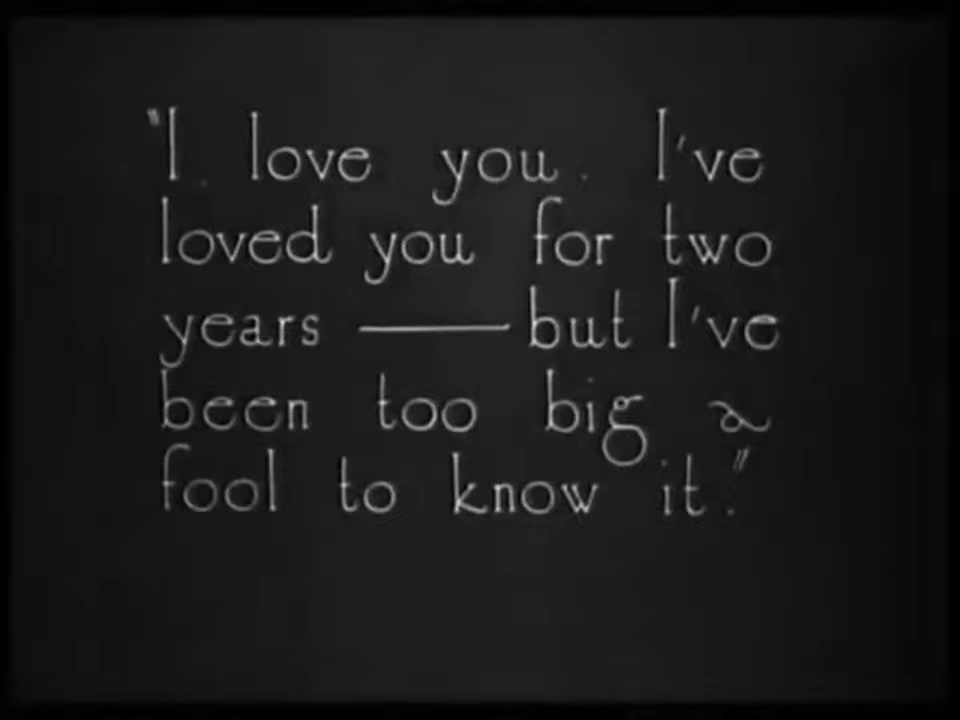 "I love you. I've
loved you for two
years — but I've
been too big a
fool to know it."